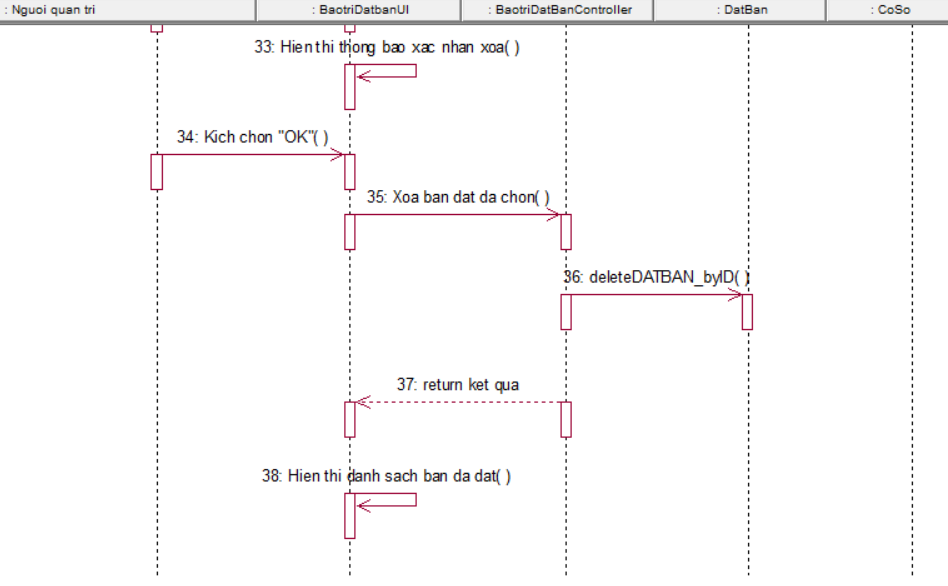 : Nguoi quan tri
: BaotriDatbanUI
: BaotriDatBanController
: DatBan
: CoSo
33: Hien thi thong bao xac nhan xoa( )
34: Kich chon "OK"( )
35: Xoa ban dat da chon( )
36: deleteDATBAN_byID( )
37: return ket qua
38: Hien thi danh sach ban da dat( )